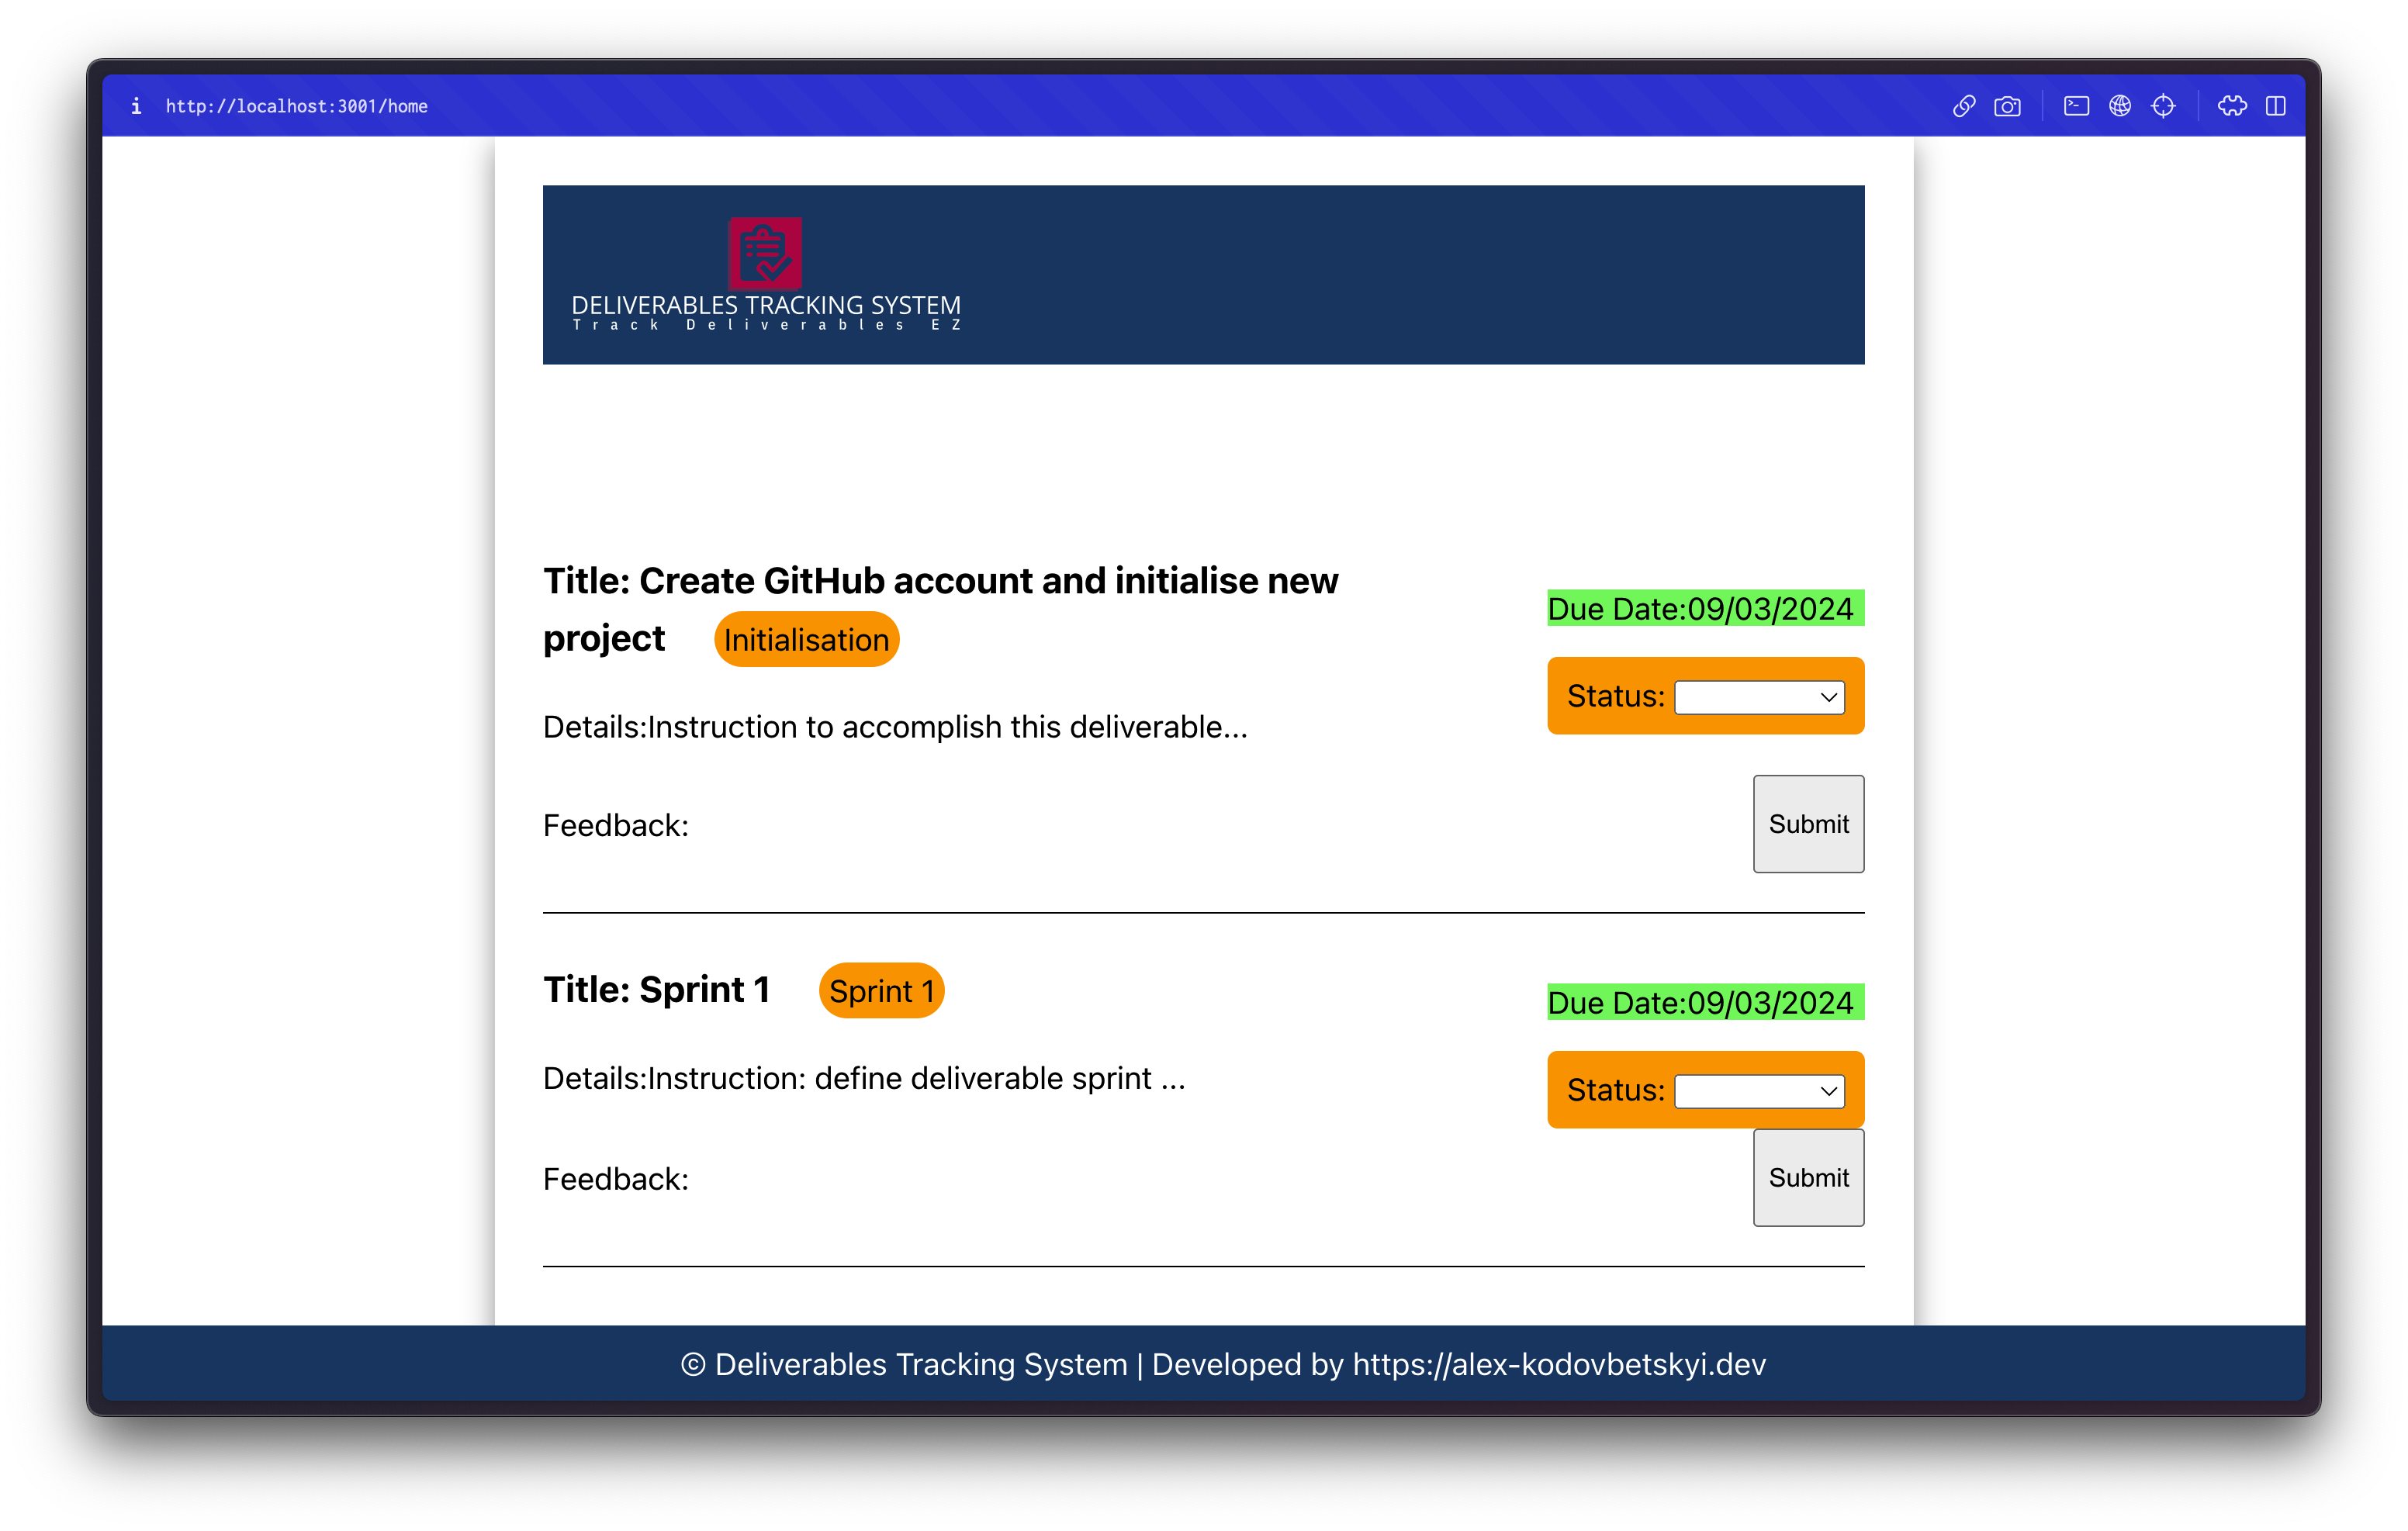 http://localhost:3001/home
DELIVERABLES TRACKING SYSTEM
Track Deliverables EZ
Title: Create GitHub account and initialise new
project Initialisation
Due Date:09/03/2024
Status:
Details:Instruction to accomplish this deliverable...
Feedback:
Submit
Title: Sprint 1 Sprint 1
Due Date:09/03/2024
Details:Instruction: define deliverable sprint ...
Status:
Feedback:
Submit
© Deliverables Tracking System | Developed by https://alex-kodovbetskyi.dev